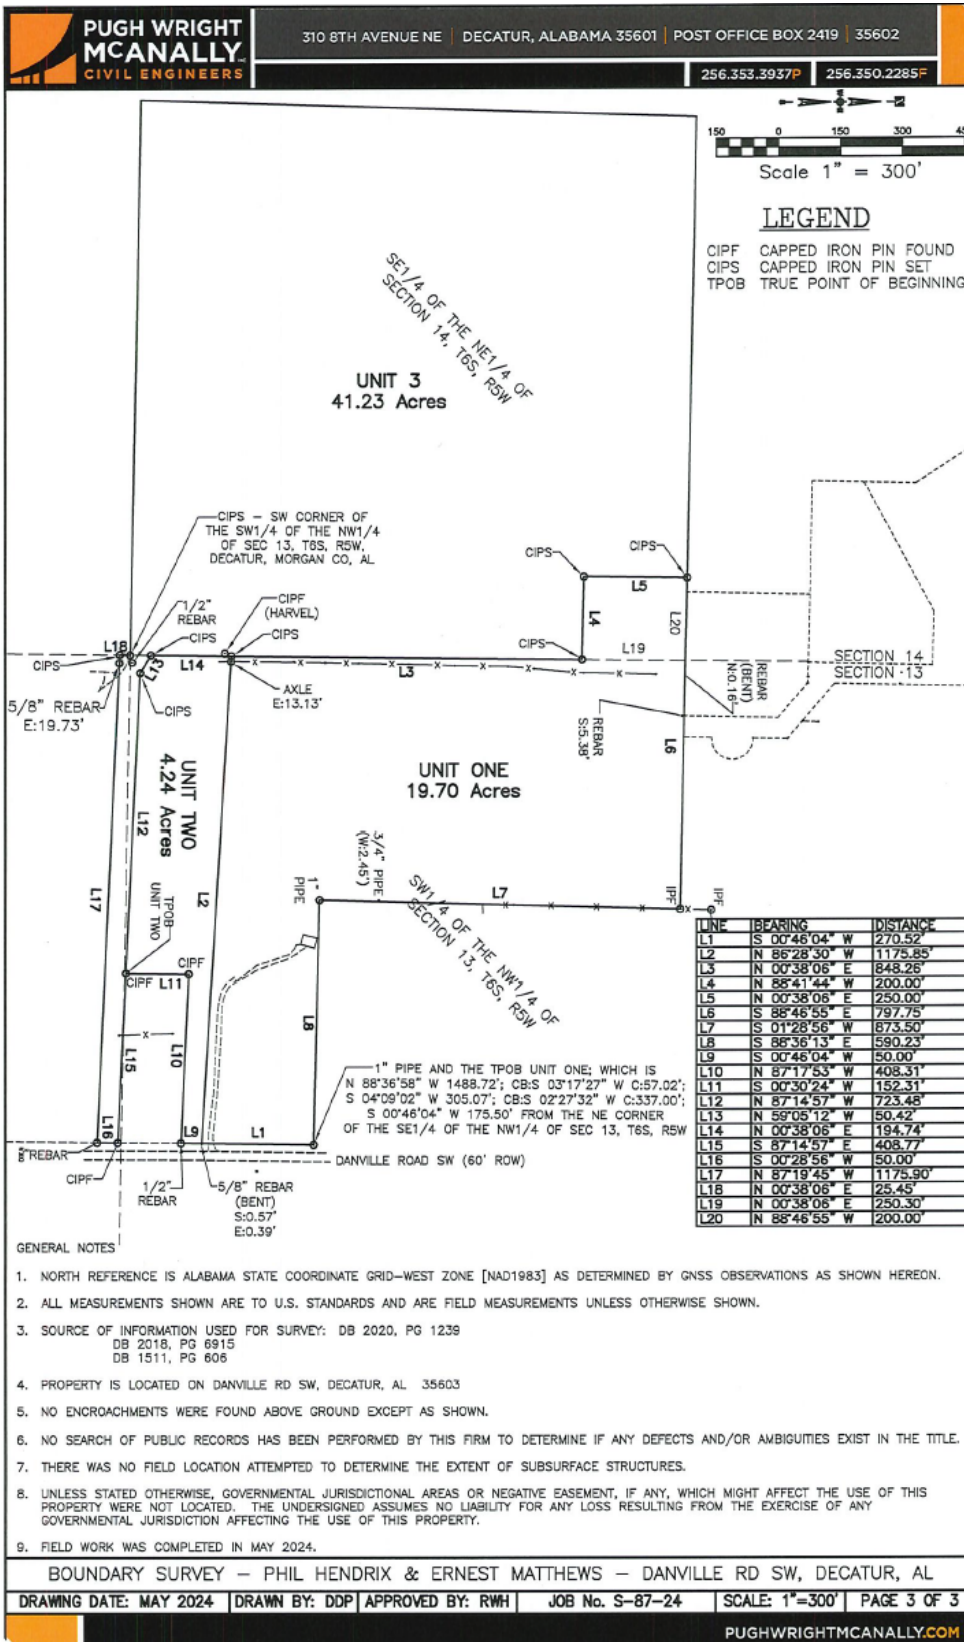 PUGH WRIGHT
MCANALLY
CIVIL ENGINEERS
310 8TH AVENUE NE | DECATUR, ALABAMA 35601 | POST OFFICE BOX 2419 | 35602
256.353.3937P | 256.350.2285F
150 0 150 300
Scale 1" = 300'
LEGEND
CIPF CAPPED IRON PIN FOUND
CIPS CAPPED IRON PIN SET
TPOB TRUE POINT OF BEGINNING
SE1/4 OF THE NE1/4 OF
SECTION 14, T6S, R5W
UNIT 3
41.23 Acres
CIPS - SW CORNER OF
THE SW1/4 OF THE NW1/4
OF SEC 13, T6S, R5W,
DECATUR, MORGAN CO, AL
CIPS
CIPS
L5
L4
L20
1/2"
REBAR
CIPF
(HARVEL)
CIPS
CIPS
CIPS
L18
L13
L14
L3
L19
CIPS
SECTION 14
SECTION 13
5/8" REBAR
E:19.73'
CIPS
AXLE
E:13.13'
REBAR
(BENT)
N:0.16'
REBAR
S:5.38'
L6
UNIT ONE
19.70 Acres
UNIT TWO
4.24 Acres
L12
L17
L2
TPOB
UNIT TWO
1"
PIPE
3/4" PIPE
(W:2.45')
L7
IPF
IPF
SW1/4 OF THE NW1/4 OF
SECTION 13, T6S, R5W
CIPF
CIPF
L11
L10
L15
L8
L16
L9
L1
1" PIPE AND THE TPOB UNIT ONE; WHICH IS
N 88°36'58" W 1488.72'; CB:S 03°17'27" W C:57.02';
S 04°09'02" W 305.07'; CB:S 02°27'32" W C:337.00';
S 00°46'04" W 175.50' FROM THE NE CORNER
OF THE SE1/4 OF THE NW1/4 OF SEC 13, T6S, R5W
REBAR
CIPF
1/2"
REBAR
5/8" REBAR
(BENT)
S:0.57'
E:0.39'
DANVILLE ROAD SW (60' ROW)
LINE BEARING DISTANCE
L1 S 00°46'04" W 270.52'
L2 N 86°28'30" W 1175.85'
L3 N 00°38'06" E 848.26'
L4 N 88°41'44" W 200.00'
L5 N 00°38'06" E 250.00'
L6 S 88°46'55" E 797.75'
L7 S 01°28'56" W 873.50'
L8 S 88°36'13" E 590.23'
L9 S 00°46'04" W 50.00'
L10 N 87°17'53" W 408.31'
L11 S 00°30'24" W 152.31'
L12 N 87°14'57" W 723.48'
L13 N 59°05'12" W 50.42'
L14 N 00°38'06" E 194.74'
L15 S 87°14'57" E 408.77'
L16 S 00°28'56" W 50.00'
L17 N 87°19'45" W 1175.90'
L18 N 00°38'06" E 25.45'
L19 N 00°38'06" E 250.30'
L20 N 88°46'55" W 200.00'
GENERAL NOTES
1. NORTH REFERENCE IS ALABAMA STATE COORDINATE GRID-WEST ZONE [NAD1983] AS DETERMINED BY GNSS OBSERVATIONS AS SHOWN HEREON.
2. ALL MEASUREMENTS SHOWN ARE TO U.S. STANDARDS AND ARE FIELD MEASUREMENTS UNLESS OTHERWISE SHOWN.
3. SOURCE OF INFORMATION USED FOR SURVEY: DB 2020, PG 1239
DB 2018, PG 6915
DB 1511, PG 606
4. PROPERTY IS LOCATED ON DANVILLE RD SW, DECATUR, AL 35603
5. NO ENCROACHMENTS WERE FOUND ABOVE GROUND EXCEPT AS SHOWN.
6. NO SEARCH OF PUBLIC RECORDS HAS BEEN PERFORMED BY THIS FIRM TO DETERMINE IF ANY DEFECTS AND/OR AMBIGUITIES EXIST IN THE TITLE.
7. THERE WAS NO FIELD LOCATION ATTEMPTED TO DETERMINE THE EXTENT OF SUBSURFACE STRUCTURES.
8. UNLESS STATED OTHERWISE, GOVERNMENTAL JURISDICTIONAL AREAS OR NEGATIVE EASEMENT, IF ANY, WHICH MIGHT AFFECT THE USE OF THIS
PROPERTY WERE NOT LOCATED. THE UNDERSIGNED ASSUMES NO LIABILITY FOR ANY LOSS RESULTING FROM THE EXERCISE OF ANY
GOVERNMENTAL JURISDICTION AFFECTING THE USE OF THIS PROPERTY.
9. FIELD WORK WAS COMPLETED IN MAY 2024.
BOUNDARY SURVEY - PHIL HENDRIX & ERNEST MATTHEWS - DANVILLE RD SW, DECATUR, AL
DRAWING DATE: MAY 2024 | DRAWN BY: DDP | APPROVED BY: RWH | JOB No. S-87-24 | SCALE: 1"=300' | PAGE 3 OF 3
PUGHWRIGHTMCANALLY.COM